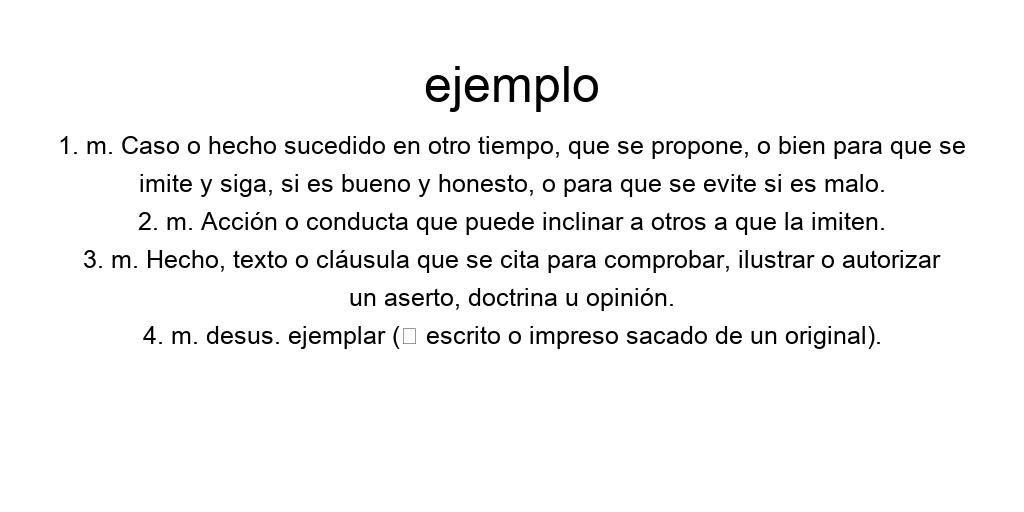 ejemplo
1. m. Caso o hecho sucedido en otro tiempo, que se propone, o bien para que se
imite y siga, si es bueno y honesto, o para que se evite si es malo.
2. m. Acción o conducta que puede inclinar a otros a que la imiten.
3. m. Hecho, texto o cláusula que se cita para comprobar, ilustrar o autorizar
un aserto, doctrina u opinión.
4. m. desus. ejemplar (▯ escrito o impreso sacado de un original).